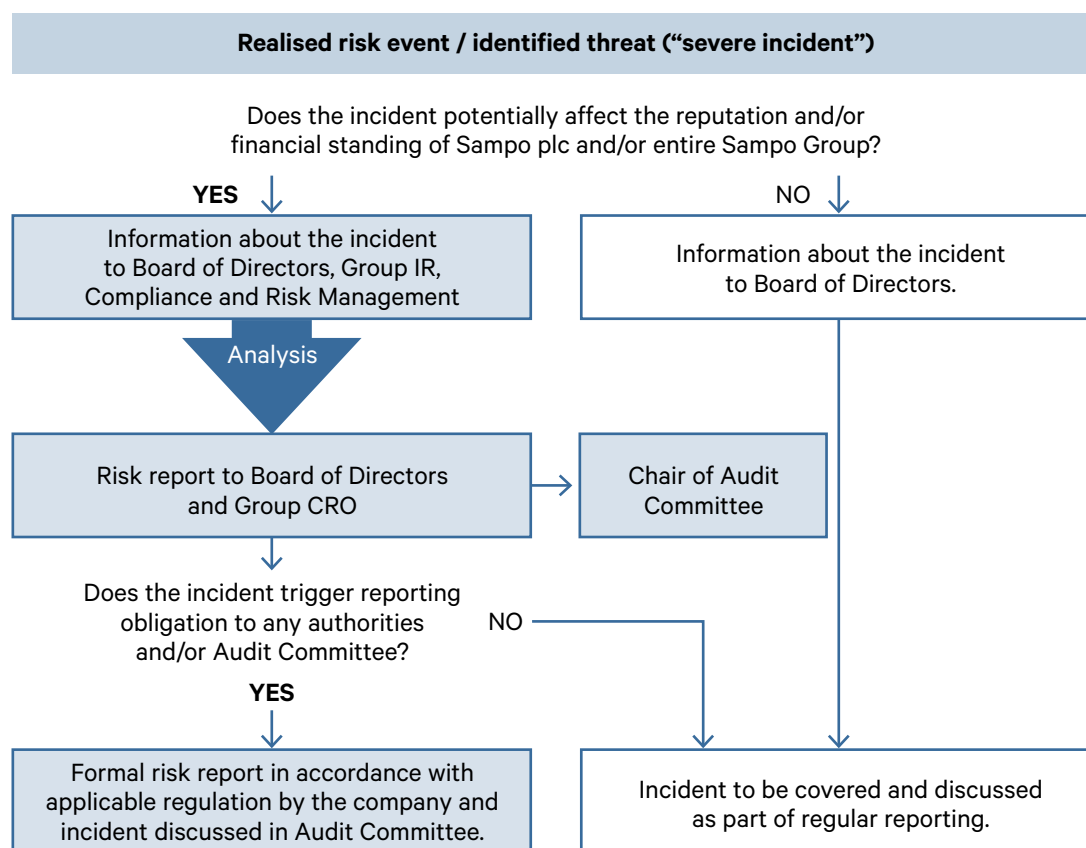 Realised risk event / identified threat (“severe incident”)
Does the incident potentially affect the reputation and/or
financial standing of Sampo plc and/or entire Sampo Group?
YES
NO
Information about the incident
to Board of Directors, Group IR,
Compliance and Risk Management
Information about the incident
to Board of Directors.
Analysis
Risk report to Board of Directors
and Group CRO
Chair of Audit
Committee
Does the incident trigger reporting
obligation to any authorities
and/or Audit Committee?
NO
YES
Formal risk report in accordance with
applicable regulation by the company and
incident discussed in Audit Committee.
Incident to be covered and discussed
as part of regular reporting.